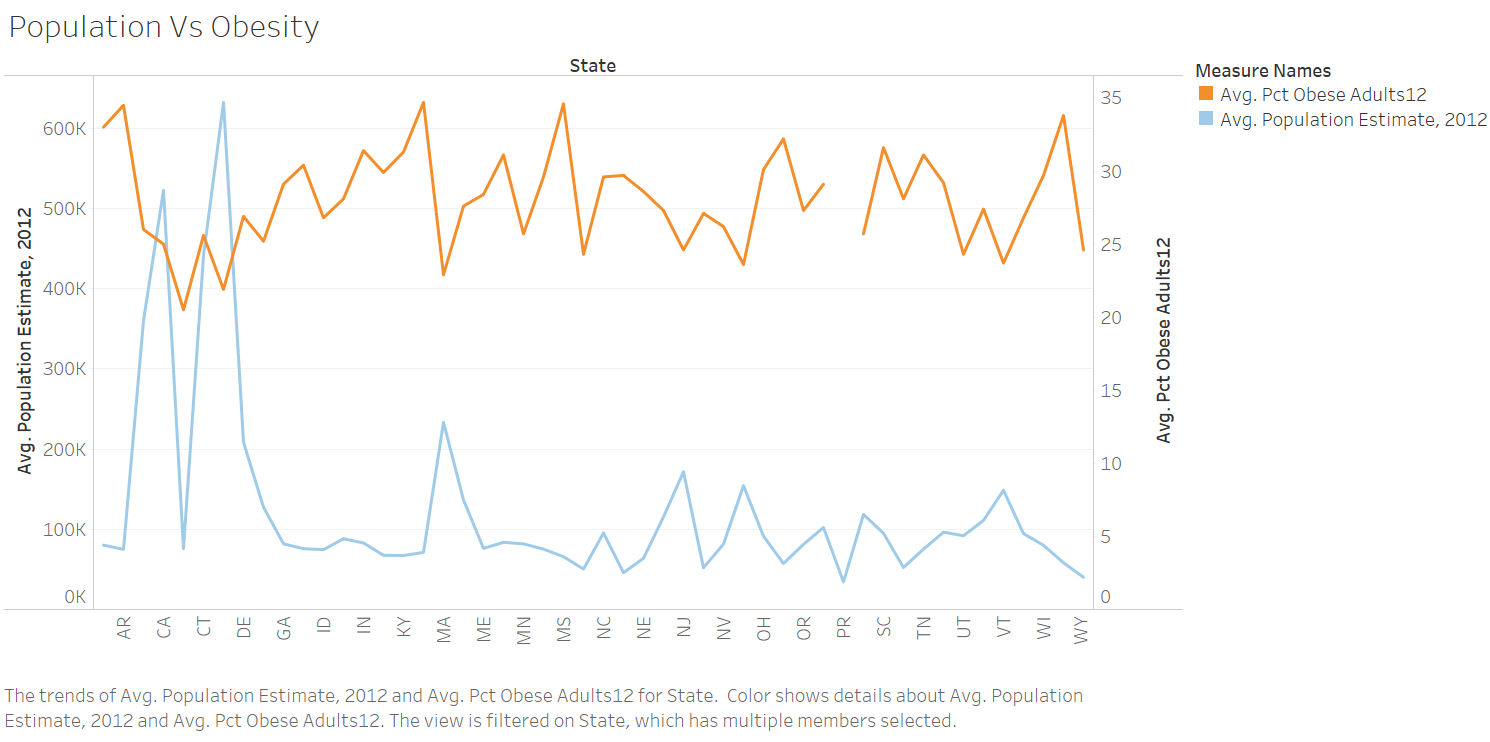 Population Vs Obesity
State
Measure Names
Avg. Pct Obese Adults12
Avg. Population Estimate, 2012
Avg. Population Estimate, 2012
600K
500K
400K
300K
200K
100K
0K
35
30
25
20
15
10
5
0
Avg. Pct Obese Adults12
AR
CA
CT
DE
GA
ID
IN
KY
MA
ME
MN
MS
NC
NE
NJ
NV
OH
OR
PR
SC
TN
UT
VT
WI
WY
The trends of Avg. Population Estimate, 2012 and Avg. Pct Obese Adults12 for State. Color shows details about Avg. Population
Estimate, 2012 and Avg. Pct Obese Adults12. The view is filtered on State, which has multiple members selected.